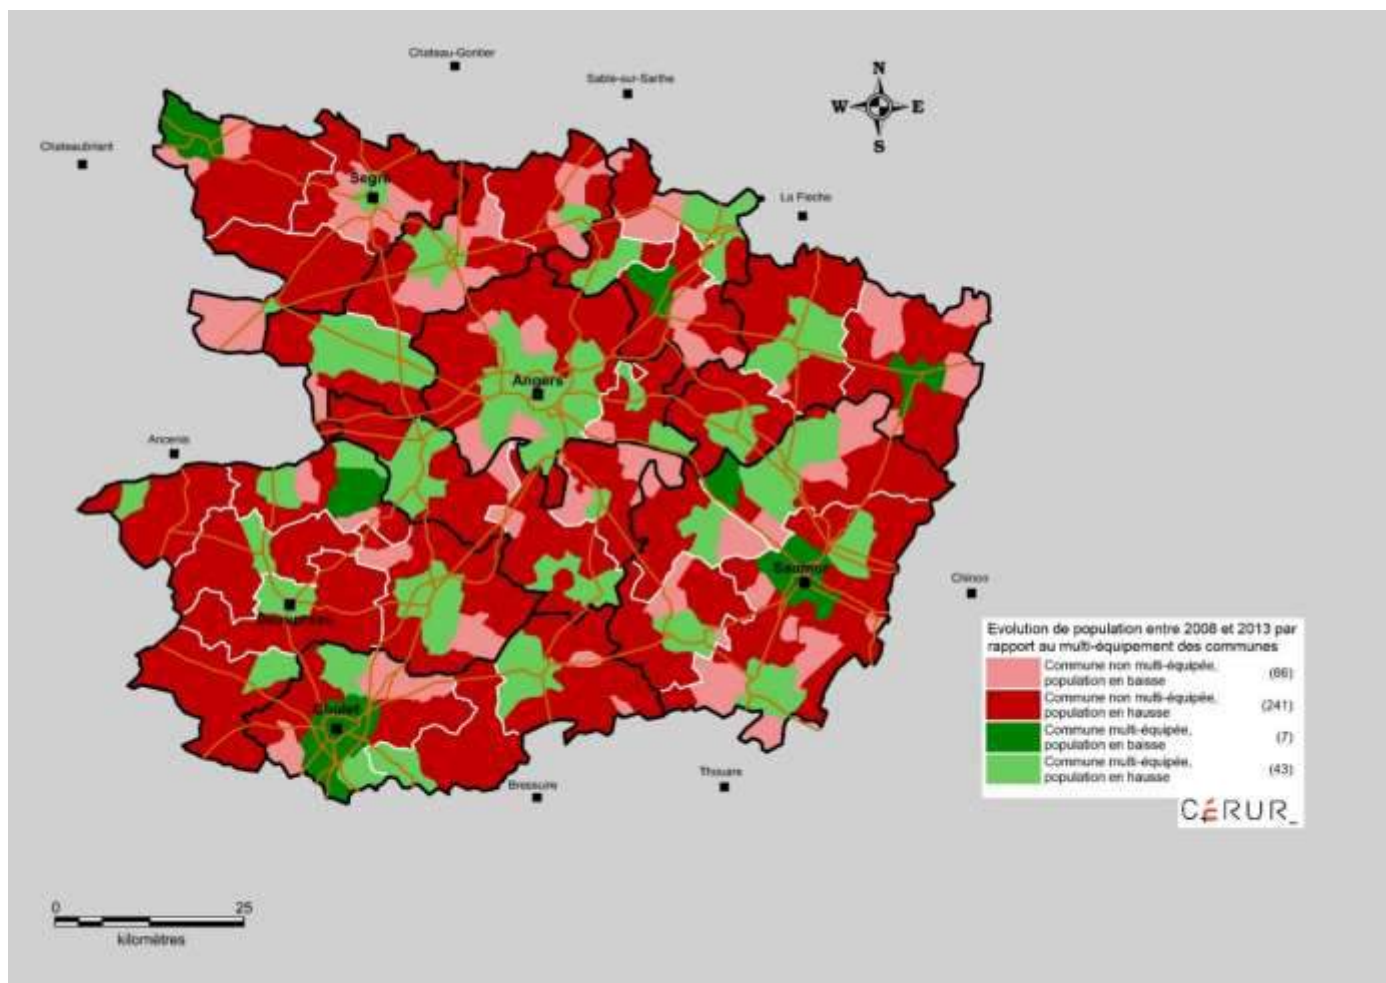 Chateau-Gontier
Sable-sur-Sarthe
N
W E
S
Chateaubriant
Segré
La Fleche
Angers
Ancenis
Saumur
Chinon
Evolution de population entre 2008 et 2013 par
rapport au multi-équipement des communes
Commune non multi-équipée,
population en baisse
(66)
Commune non multi-équipée,
population en hausse
(241)
Commune multi-équipée,
population en baisse
(7)
Commune multi-équipée,
population en hausse
(43)
Cholet
Thouars
Bressuire
CÉRUR_
0 25
kilomètres